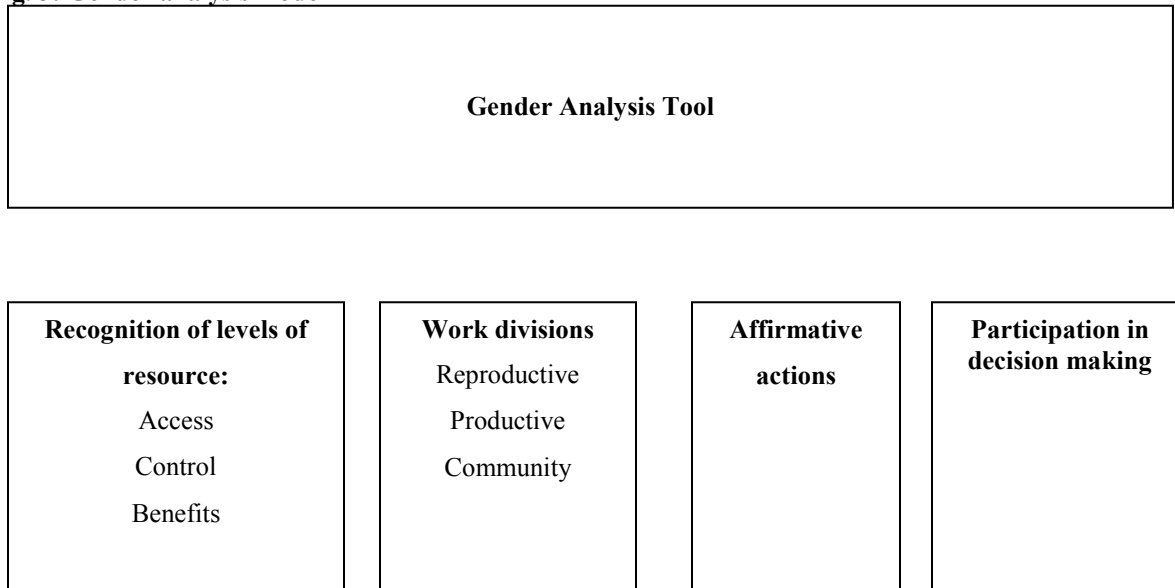 Gender Analysis Tool
Recognition of levels of
resource:
Access
Control
Benefits
Work divisions
Reproductive
Productive
Community
Affirmative
actions
Participation in
decision making